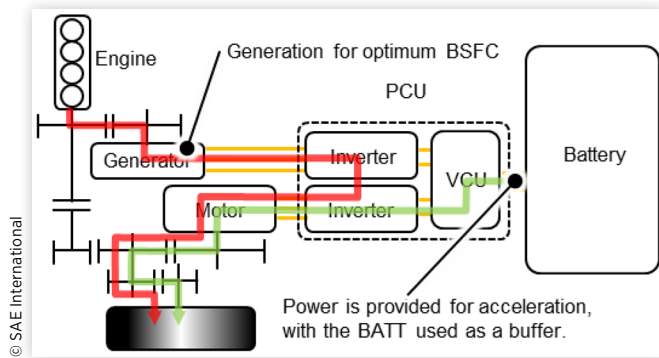 Engine
Generation for optimum BSFC
PCU
Generator
Inverter
Battery
VCU
Motor
Inverter
Power is provided for acceleration,
with the BATT used as a buffer.
© SAE International